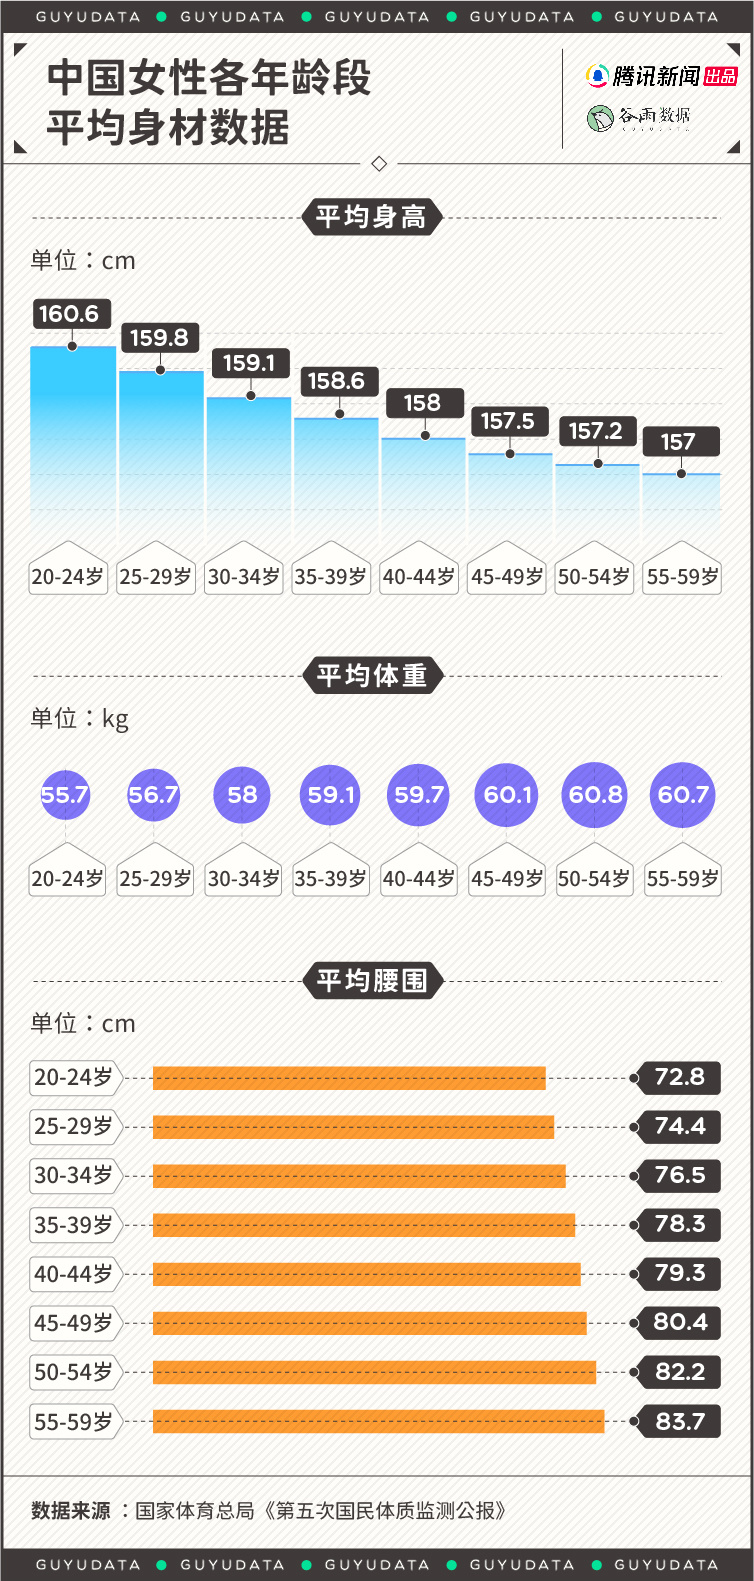 GUYUDATA GUYUDATA GUYUDATA GUYUDATA GUYUDATA
中国女性各年龄段
平均身材数据
腾讯新闻 出品
谷雨数据
平均身高
单位：cm
160.6 159.8 159.1 158.6 158 157.5 157.2 157
20-24岁 25-29岁 30-34岁 35-39岁 40-44岁 45-49岁 50-54岁 55-59岁
平均体重
单位：kg
55.7 56.7 58 59.1 59.7 60.1 60.8 60.7
20-24岁 25-29岁 30-34岁 35-39岁 40-44岁 45-49岁 50-54岁 55-59岁
平均腰围
单位：cm
20-24岁 72.8
25-29岁 74.4
30-34岁 76.5
35-39岁 78.3
40-44岁 79.3
45-49岁 80.4
50-54岁 82.2
55-59岁 83.7
数据来源：国家体育总局《第五次国民体质监测公报》
GUYUDATA GUYUDATA GUYUDATA GUYUDATA GUYUDATA